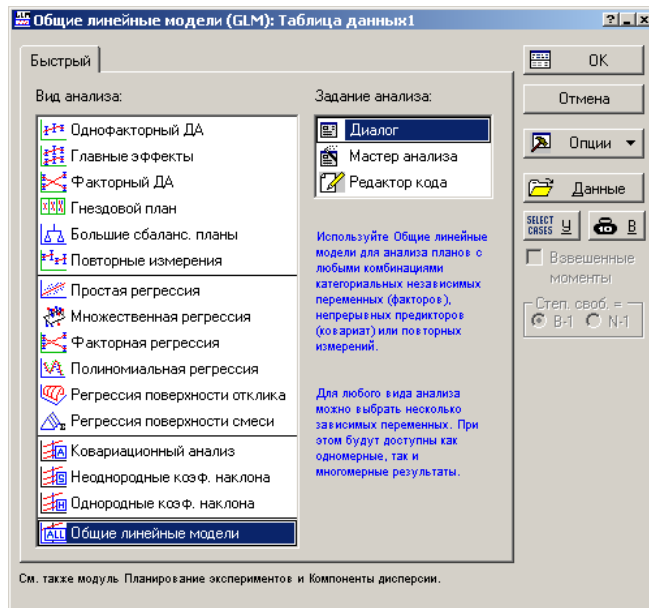 Общие линейные модели (GLM): Таблица данных1
Быстрый
Вид анализа:
Однофакторный ДА
Главные эффекты
Факторный ДА
Гнездовой план
Большие сбаланс. планы
Повторные измерения
Простая регрессия
Множественная регрессия
Факторная регрессия
Полиномиальная регрессия
Регрессия поверхности отклика
Регрессия поверхности смеси
Ковариационный анализ
Неоднородные коэф. наклона
Однородные коэф. наклона
ALL Общие линейные модели
Задание анализа:
Диалог
Мастер анализа
Редактор кода
Используйте Общие линейные
модели для анализа планов с
любыми комбинациями
категориальных независимых
переменных (факторов),
непрерывных предикторов
(ковариат) или повторных
измерений.
Для любого вида анализа
можно выбрать несколько
зависимых переменных. При
этом будут доступны как
одномерные, так и
многомерные результаты.
OK
Отмена
Опции
Данные
SELECT CASES У
10 В
Взвешенные
моменты
Степ. своб. =
В-1 N-1
См. также модуль Планирование экспериментов и Компоненты дисперсии.